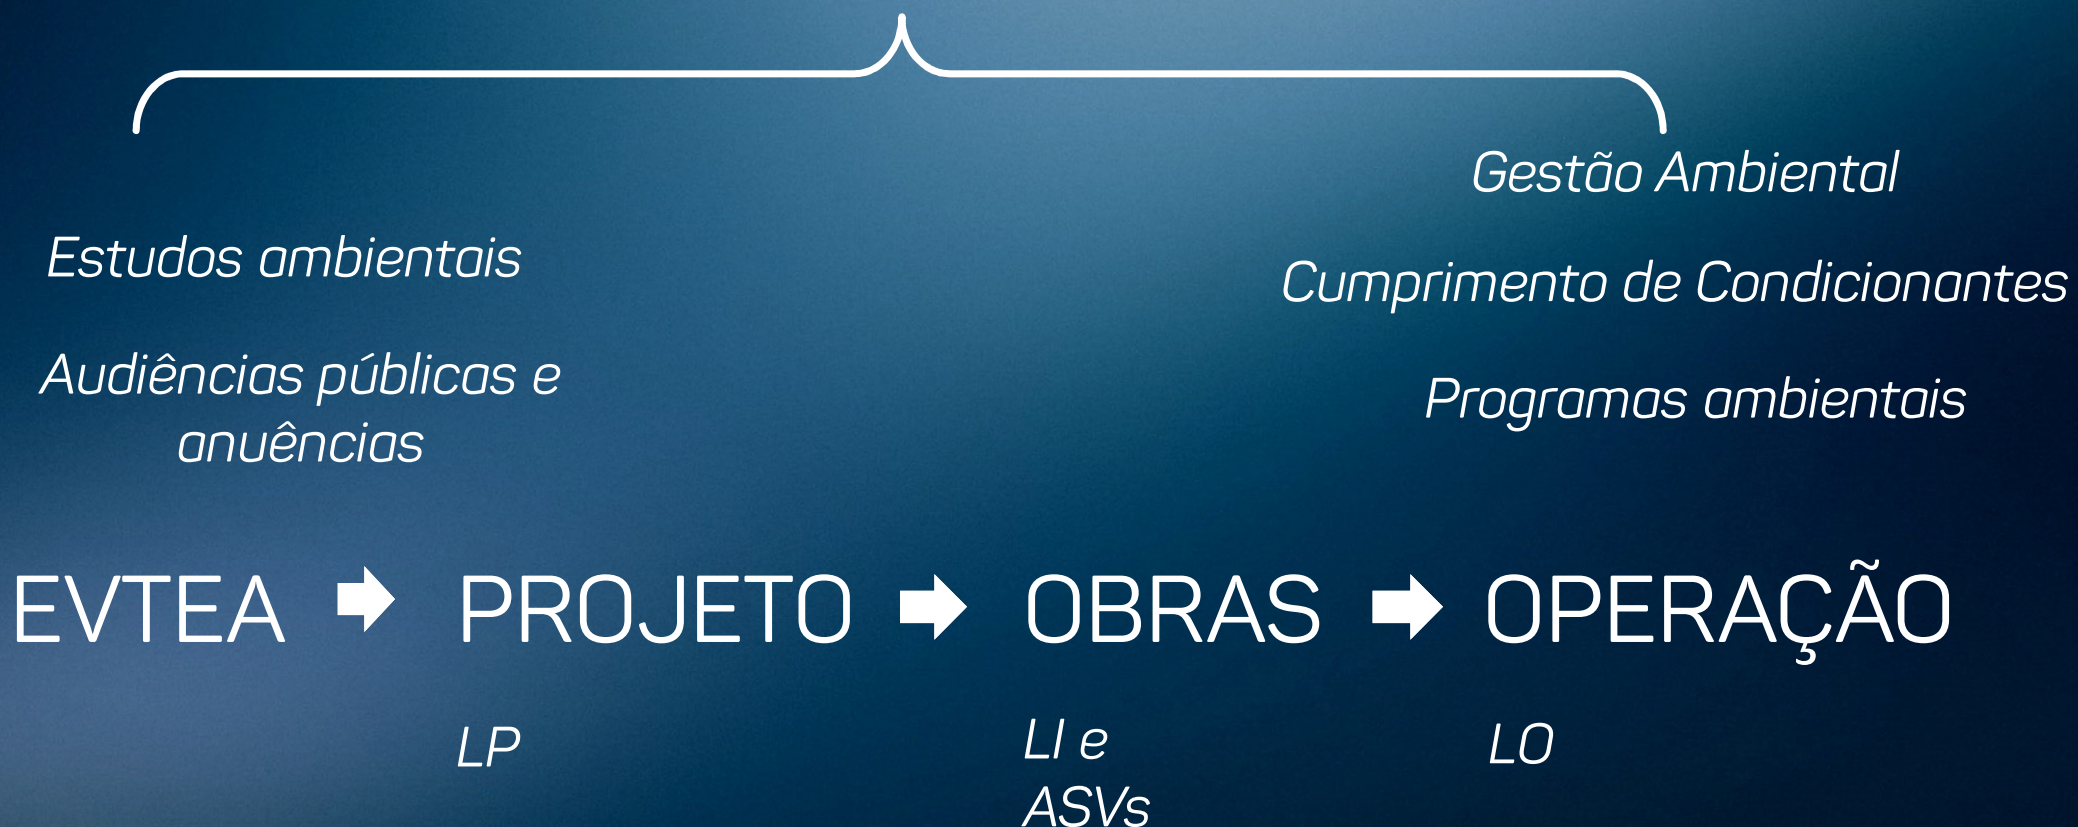 Gestão Ambiental
Estudos ambientais
Cumprimento de Condicionantes
Audiências públicas e
anuências
Programas ambientais
EVTEA PROJETO OBRAS OPERAÇÃO
LP
LI e
ASVs
LO